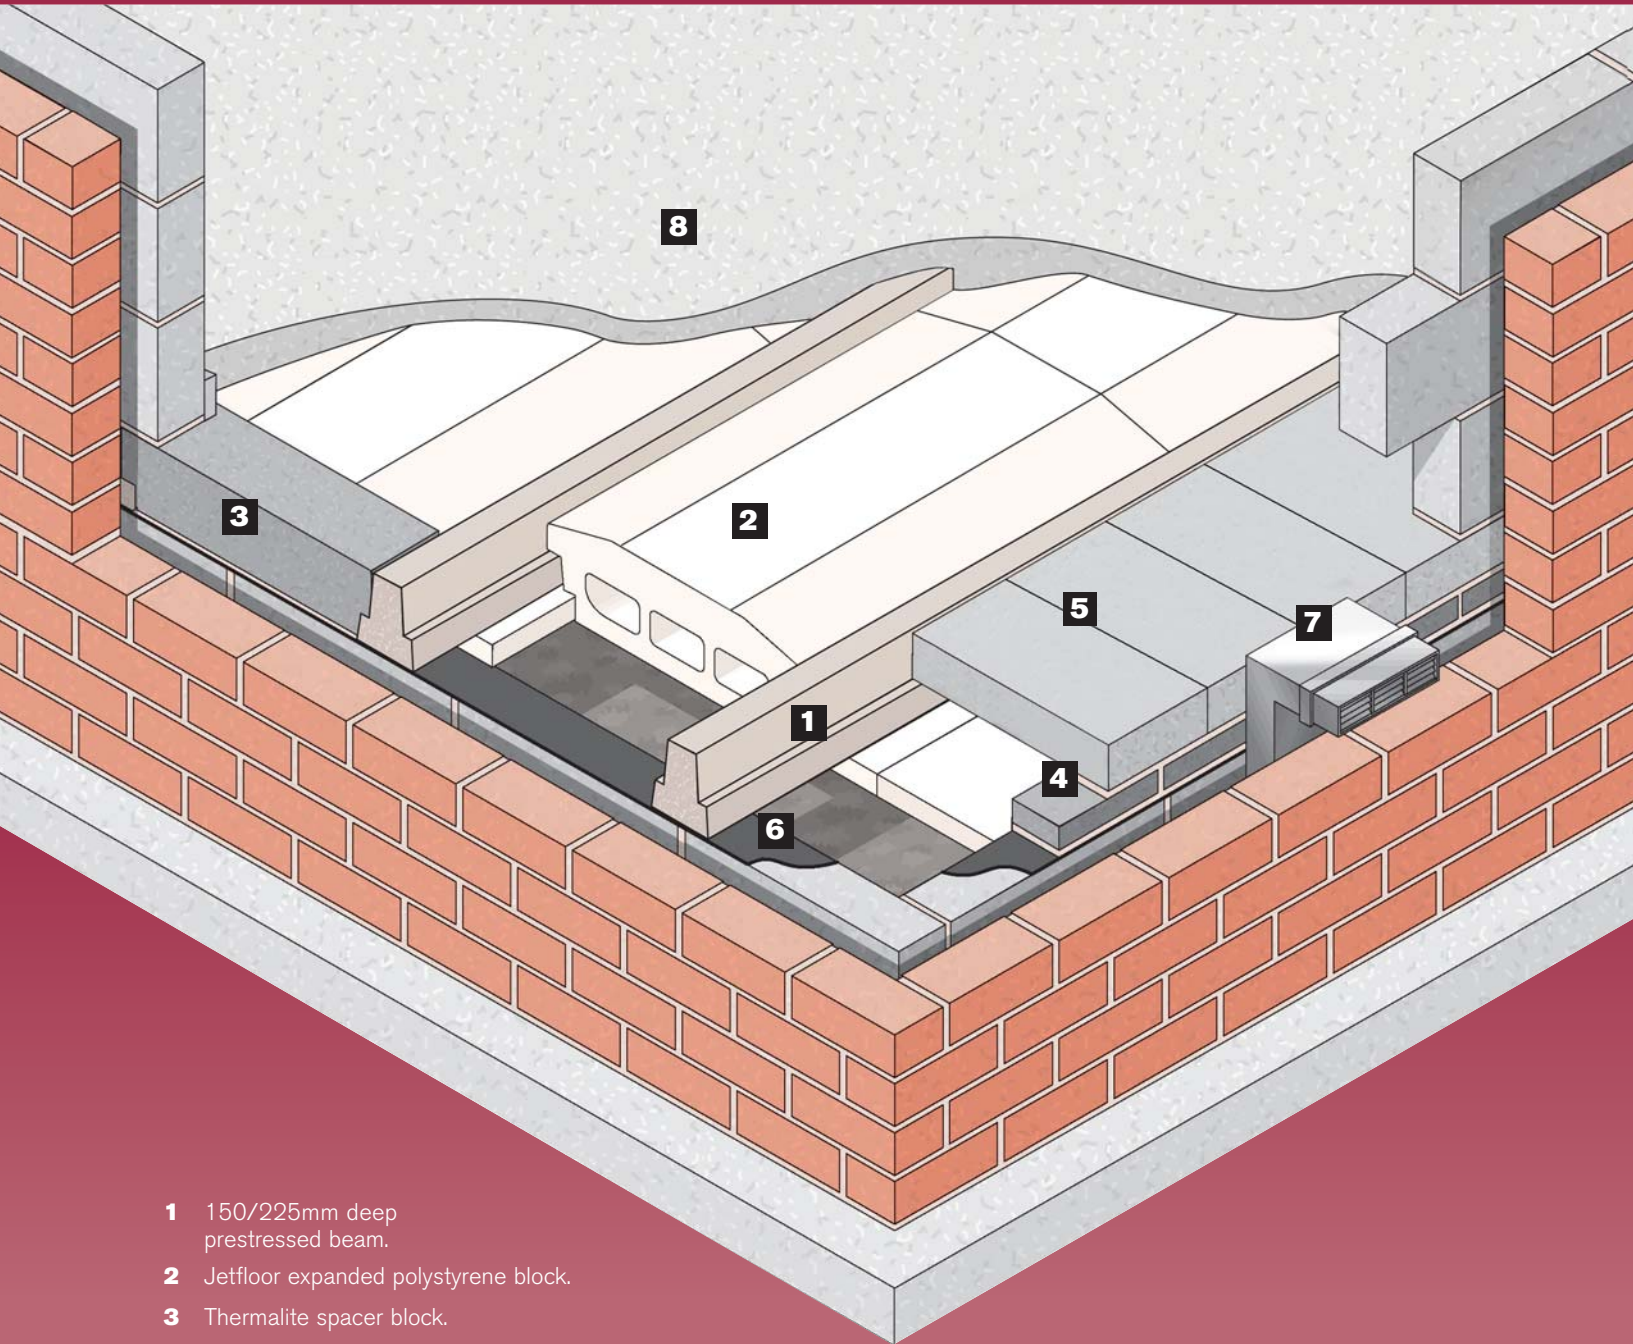 8
3
2
5
7
1
4
6
1 150/225mm deep
prestressed beam.
2 Jetfloor expanded polystyrene block.
3 Thermalite spacer block.